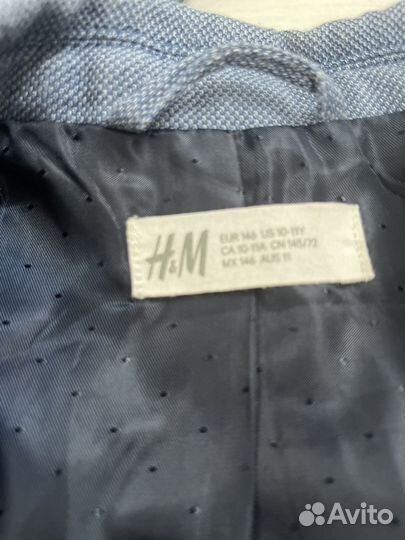 H&M
EUR 146 US 10-11Y
CA 10-11A CN 145/72
MX 146 AUS 11
Avito